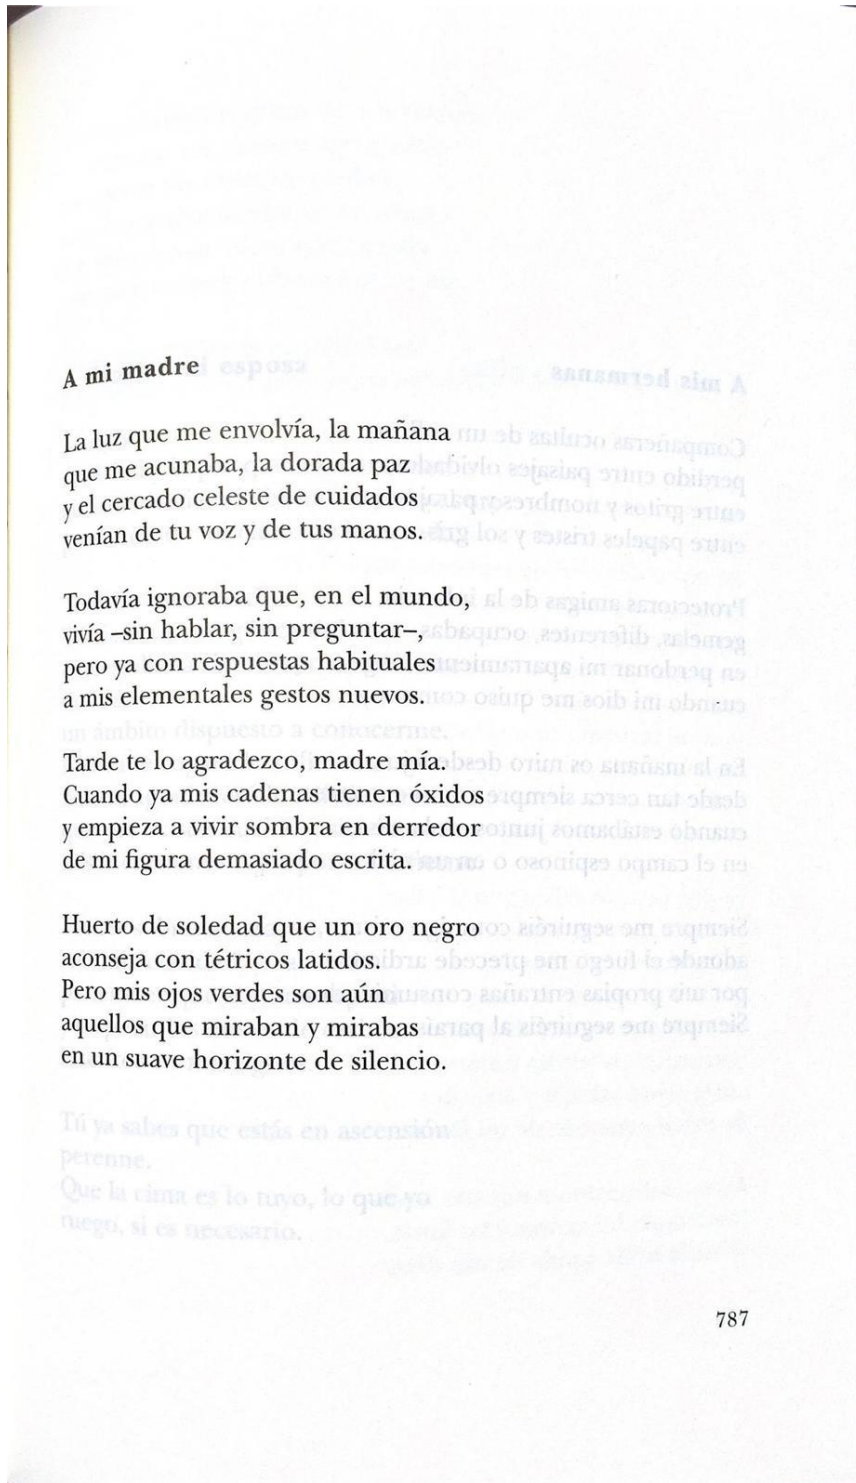 A mi madre
La luz que me envolvía, la mañana
que me acunaba, la dorada paz
y el cercado celeste de cuidados
venían de tu voz y de tus manos.
Todavía ignoraba que, en el mundo,
vivía –sin hablar, sin preguntar–,
pero ya con respuestas habituales
a mis elementales gestos nuevos.
Tarde te lo agradezco, madre mía.
Cuando ya mis cadenas tienen óxidos
y empieza a vivir sombra en derredor
de mi figura demasiado escrita.
Huerto de soledad que un oro negro
aconseja con tétricos latidos.
Pero mis ojos verdes son aún
aquellos que miraban y mirabas
en un suave horizonte de silencio.
787